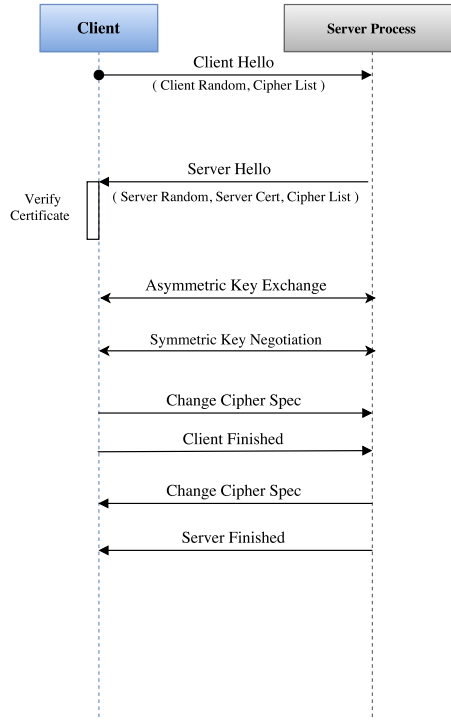 Client
Server Process
Client Hello
( Client Random, Cipher List )
Server Hello
( Server Random, Server Cert, Cipher List )
Verify
Certificate
Asymmetric Key Exchange
Symmetric Key Negotiation
Change Cipher Spec
Client Finished
Change Cipher Spec
Server Finished